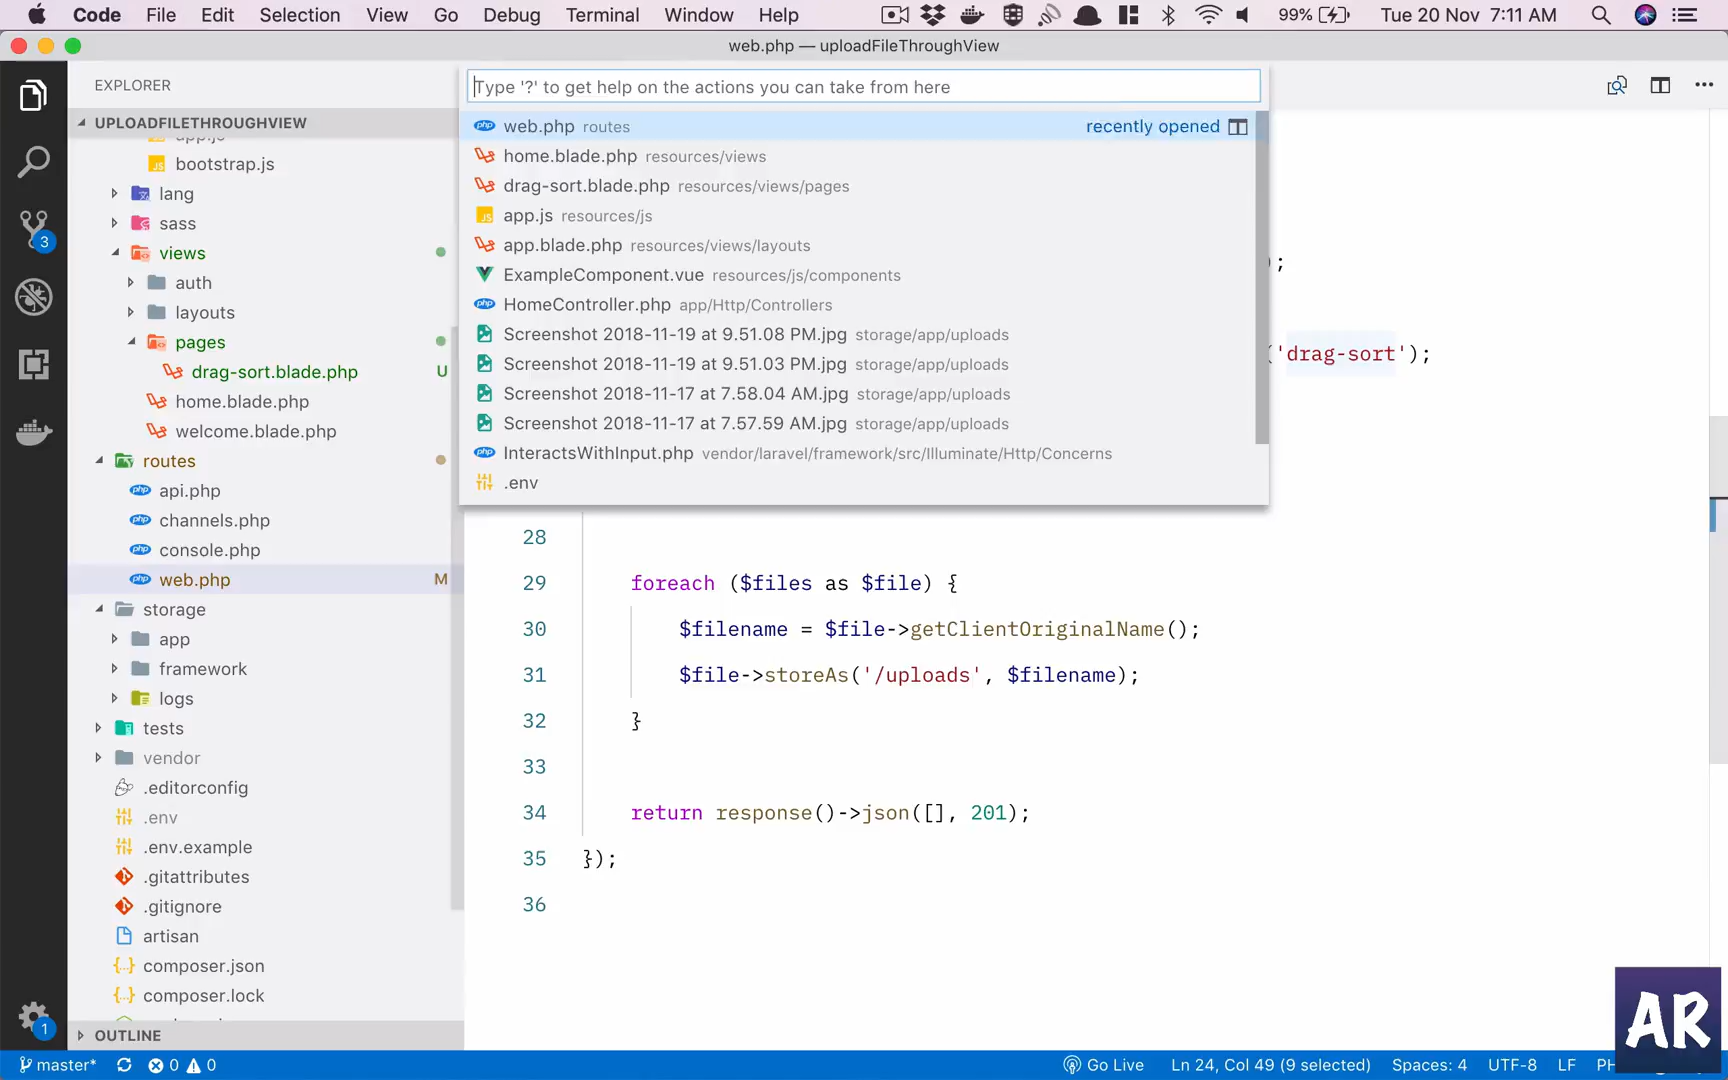 Code File Edit Selection View Go Debug Terminal Window Help 99% Tue 20 Nov 7:11 AM
web.php — uploadFileThroughView
EXPLORER
UPLOADFILETHROUGHVIEW
app.js
bootstrap.js
lang
sass
views
auth
layouts
pages
drag-sort.blade.php U
home.blade.php
welcome.blade.php
routes
api.php
channels.php
console.php
web.php M
storage
app
framework
logs
tests
vendor
.editorconfig
.env
.env.example
.gitattributes
.gitignore
artisan
composer.json
composer.lock
OUTLINE
3
1
Type '?' to get help on the actions you can take from here
php web.php routes recently opened
home.blade.php resources/views
drag-sort.blade.php resources/views/pages
JS app.js resources/js
app.blade.php resources/views/layouts
ExampleComponent.vue resources/js/components
php HomeController.php app/Http/Controllers
Screenshot 2018-11-19 at 9.51.08 PM.jpg storage/app/uploads
Screenshot 2018-11-19 at 9.51.03 PM.jpg storage/app/uploads
Screenshot 2018-11-17 at 7.58.04 AM.jpg storage/app/uploads
Screenshot 2018-11-17 at 7.57.59 AM.jpg storage/app/uploads
php InteractsWithInput.php vendor/laravel/framework/src/Illuminate/Http/Concerns
.env
);
('drag-sort');
28
29 foreach ($files as $file) {
30 $filename = $file->getClientOriginalName();
31 $file->storeAs('/uploads', $filename);
32 }
33
34 return response()->json([], 201);
35 });
36
AR
master* 0 0 Go Live Ln 24, Col 49 (9 selected) Spaces: 4 UTF-8 LF